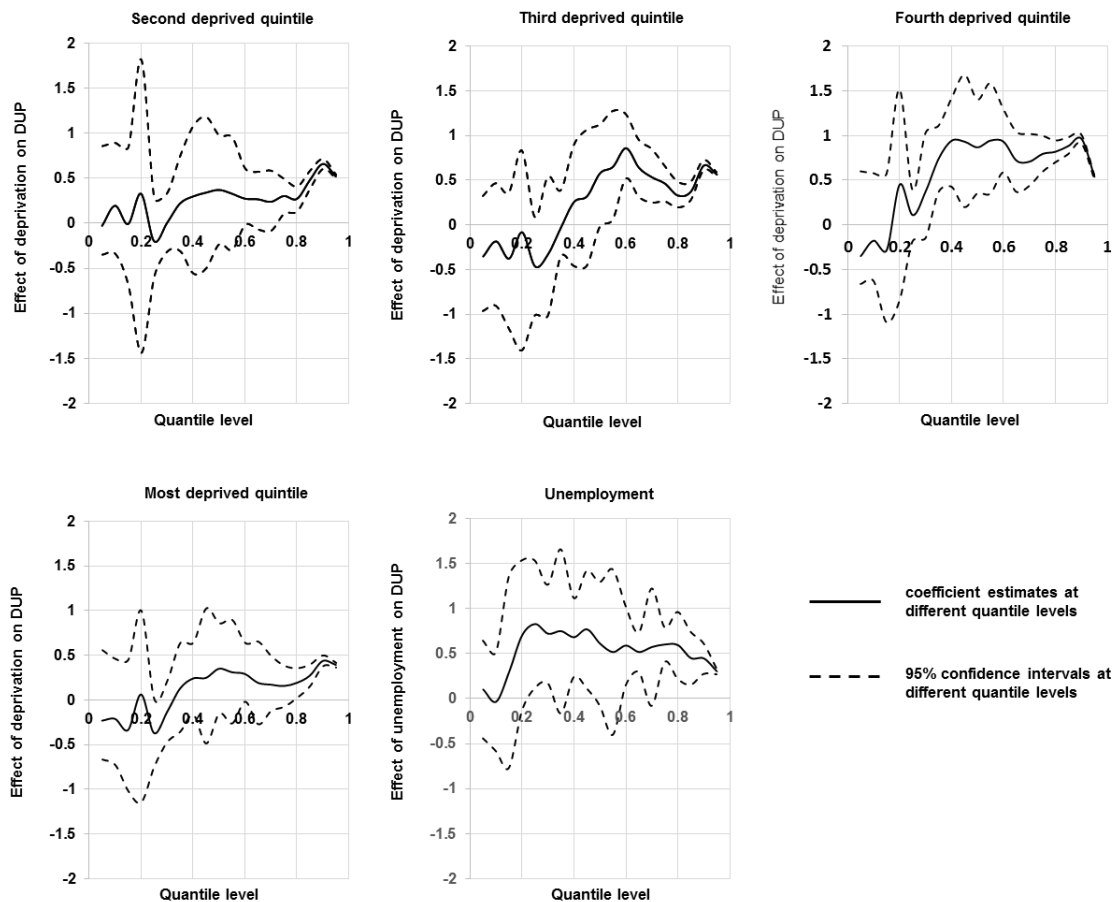 Second deprived quintile
Effect of deprivation on DUP
2
1.5
1
0.5
0
-0.5
-1
-1.5
-2
0 0.2 0.4 0.6 0.8 1
Quantile level
Third deprived quintile
Effect of deprivation on DUP
2
1.5
1
0.5
0
-0.5
-1
-1.5
-2
0 0.2 0.4 0.6 0.8 1
Quantile level
Fourth deprived quintile
Effect of deprivation on DUP
2
1.5
1
0.5
0
-0.5
-1
-1.5
-2
0 0.2 0.4 0.6 0.8 1
Quantile level
Most deprived quintile
Effect of deprivation on DUP
2
1.5
1
0.5
0
-0.5
-1
-1.5
-2
0 0.2 0.4 0.6 0.8 1
Quantile level
Unemployment
Effect of unemployment on DUP
2
1.5
1
0.5
0
-0.5
-1
-1.5
-2
0 0.2 0.4 0.6 0.8 1
Quantile level
coefficient estimates at
different quantile levels
95% confidence intervals at
different quantile levels